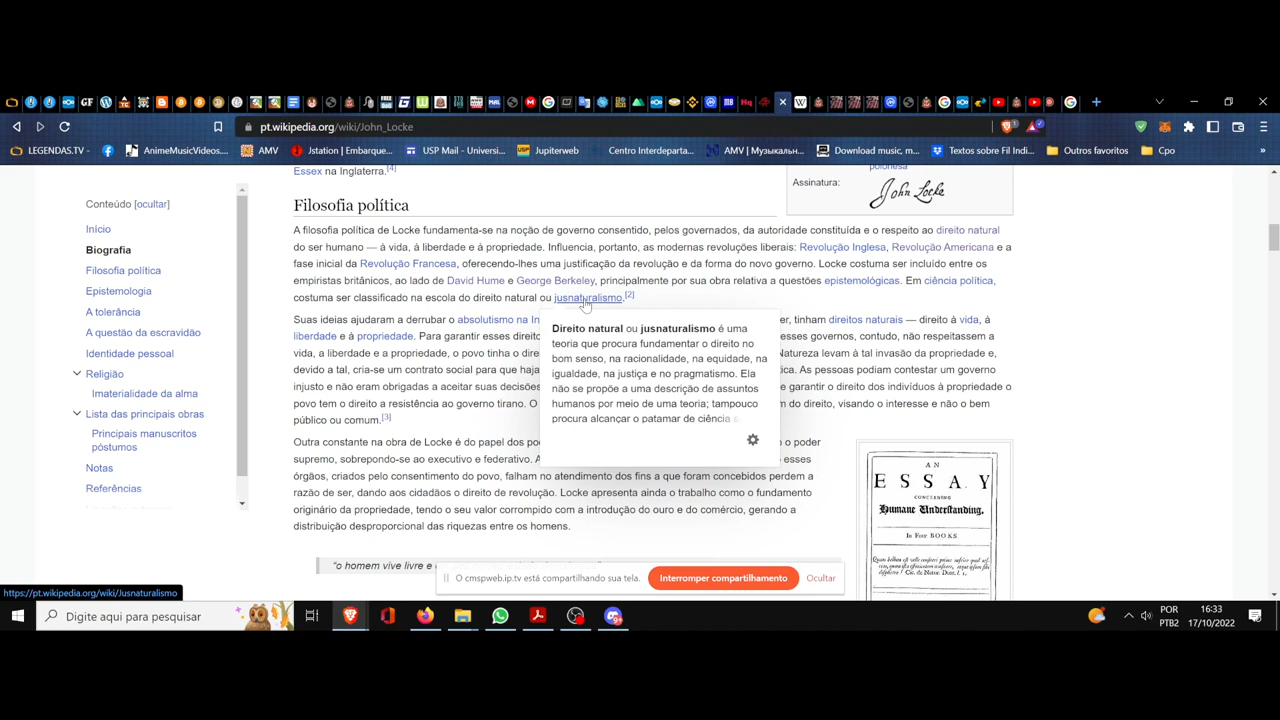 pt.wikipedia.org/wiki/John_Locke
LEGENDAS.TV -
AnimeMusicVideos...
AMV
Jstation | Embarque...
USP Mail - Universi...
Jupiterweb
Centro Interdeparta...
AMV | Музыкальн...
Download music, m...
Textos sobre Fil Indi...
Outros favoritos
Cpo
»
Conteúdo [ocultar]
Início
Biografia
Filosofia política
Epistemologia
A tolerância
A questão da escravidão
Identidade pessoal
Religião
Imaterialidade da alma
Lista das principais obras
Principais manuscritos
póstumos
Notas
Referências
Essex na Inglaterra.[4]
Filosofia política
A filosofia política de Locke fundamenta-se na noção de governo consentido, pelos governados, da autoridade constituída e o respeito ao direito natural
do ser humano — à vida, à liberdade e à propriedade. Influencia, portanto, as modernas revoluções liberais: Revolução Inglesa, Revolução Americana e a
fase inicial da Revolução Francesa, oferecendo-lhes uma justificação da revolução e da forma do novo governo. Locke costuma ser incluído entre os
empiristas britânicos, ao lado de David Hume e George Berkeley, principalmente por sua obra relativa a questões epistemológicas. Em ciência política,
costuma ser classificado na escola do direito natural ou jusnaturalismo.[2]
Suas ideias ajudaram a derrubar o absolutismo na In er, tinham direitos naturais — direito à vida, à
liberdade e à propriedade. Para garantir esses direito esses governos, contudo, não respeitassem a
vida, a liberdade e a propriedade, o povo tinha o dire Natureza levam à tal invasão da propriedade e,
devido a tal, cria-se um contrato social para que haja tica. As pessoas podiam contestar um governo
injusto e não eram obrigadas a aceitar suas decisões e garantir o direito dos indivíduos à propriedade o
povo tem o direito a resistência ao governo tirano. O m do direito, visando o interesse e não o bem
público ou comum.[3]
Direito natural ou jusnaturalismo é uma
teoria que procura fundamentar o direito no
bom senso, na racionalidade, na equidade, na
igualdade, na justiça e no pragmatismo. Ela
não se propõe a uma descrição de assuntos
humanos por meio de uma teoria; tampouco
procura alcançar o patamar de ciência
Outra constante na obra de Locke é do papel dos pod o poder
supremo, sobrepondo-se ao executivo e federativo. A esses
órgãos, criados pelo consentimento do povo, falham no atendimento dos fins a que foram concebidos perdem a
razão de ser, dando aos cidadãos o direito de revolução. Locke apresenta ainda o trabalho como o fundamento
originário da propriedade, tendo o seu valor corrompido com a introdução do ouro e do comércio, gerando a
distribuição desproporcional das riquezas entre os homens.
"o homem vive livre e
polonesa
Assinatura:
John Locke
AN
ESSAY
CONCERNING
Humane Understanding.
In Four BOOKS
O cmspweb.ip.tv está compartilhando sua tela.
Interromper compartilhamento
Ocultar
https://pt.wikipedia.org/wiki/Jusnaturalismo
Digite aqui para pesquisar
POR
PTB2
16:33
17/10/2022